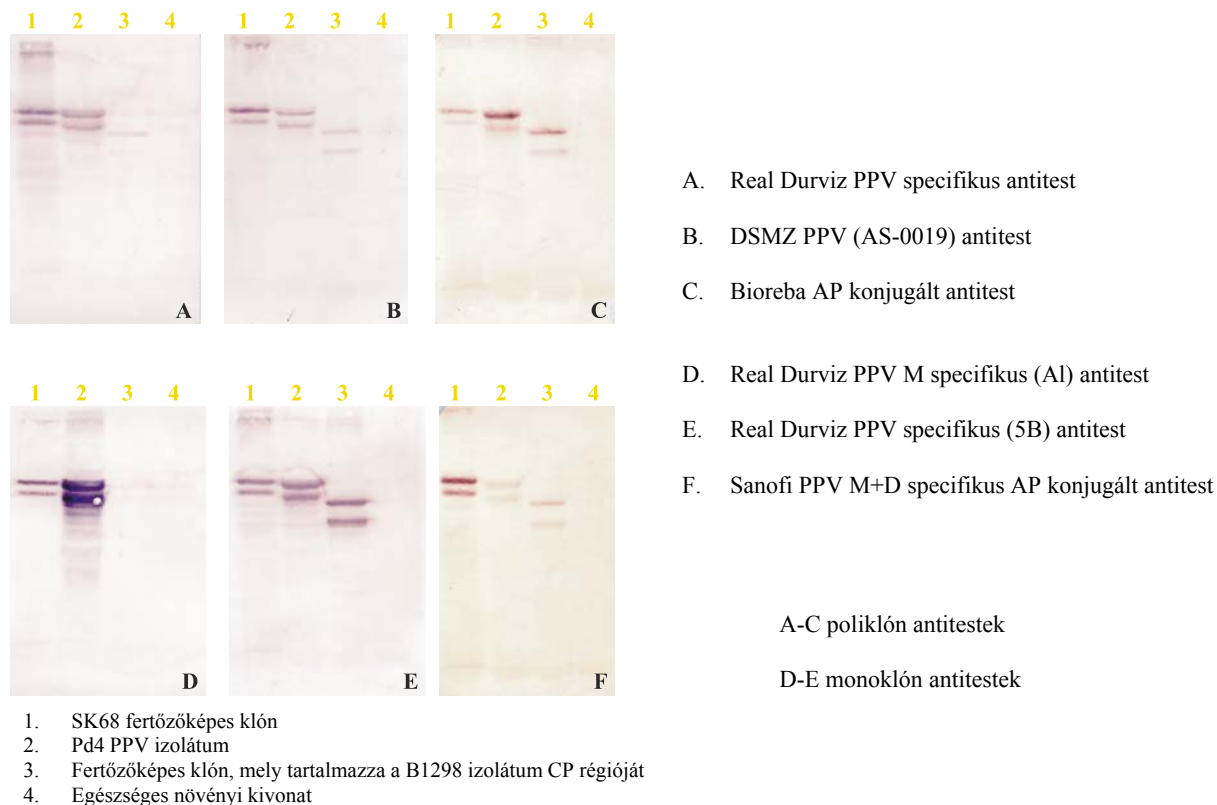 1 2 3 4
1 2 3 4
1 2 3 4
A
B
C
A. Real Durviz PPV specifikus antitest
B. DSMZ PPV (AS-0019) antitest
C. Bioreba AP konjugált antitest
1 2 3 4
1 2 3 4
1 2 3 4
D
E
F
D. Real Durviz PPV M specifikus (Al) antitest
E. Real Durviz PPV specifikus (5B) antitest
F. Sanofi PPV M+D specifikus AP konjugált antitest
A-C poliklón antitestek
D-E monoklón antitestek
1. SK68 fertőzőképes klón
2. Pd4 PPV izolátum
3. Fertőzőképes klón, mely tartalmazza a B1298 izolátum CP régióját
4. Egészséges növényi kivonat